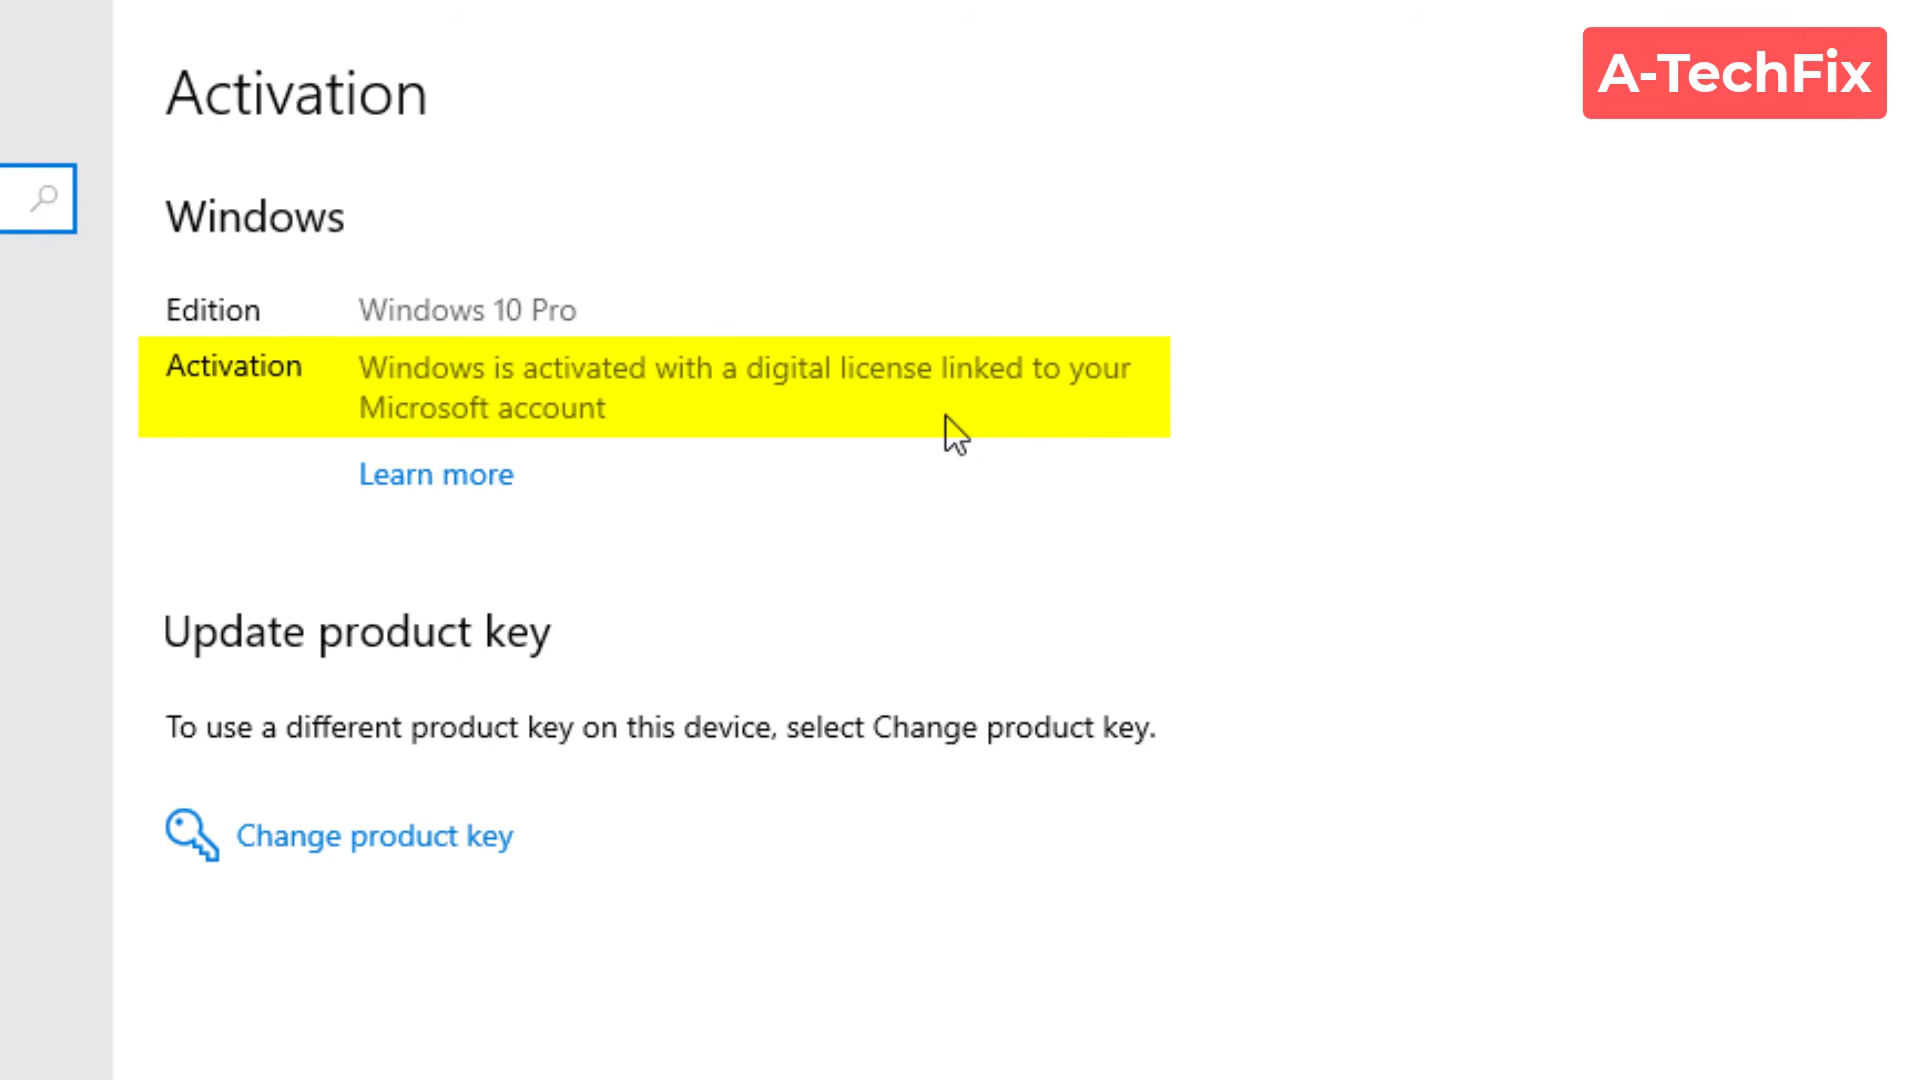 A-TechFix
Activation
Windows
Edition Windows 10 Pro
Activation Windows is activated with a digital license linked to your
Microsoft account
Learn more
Update product key
To use a different product key on this device, select Change product key.
Change product key